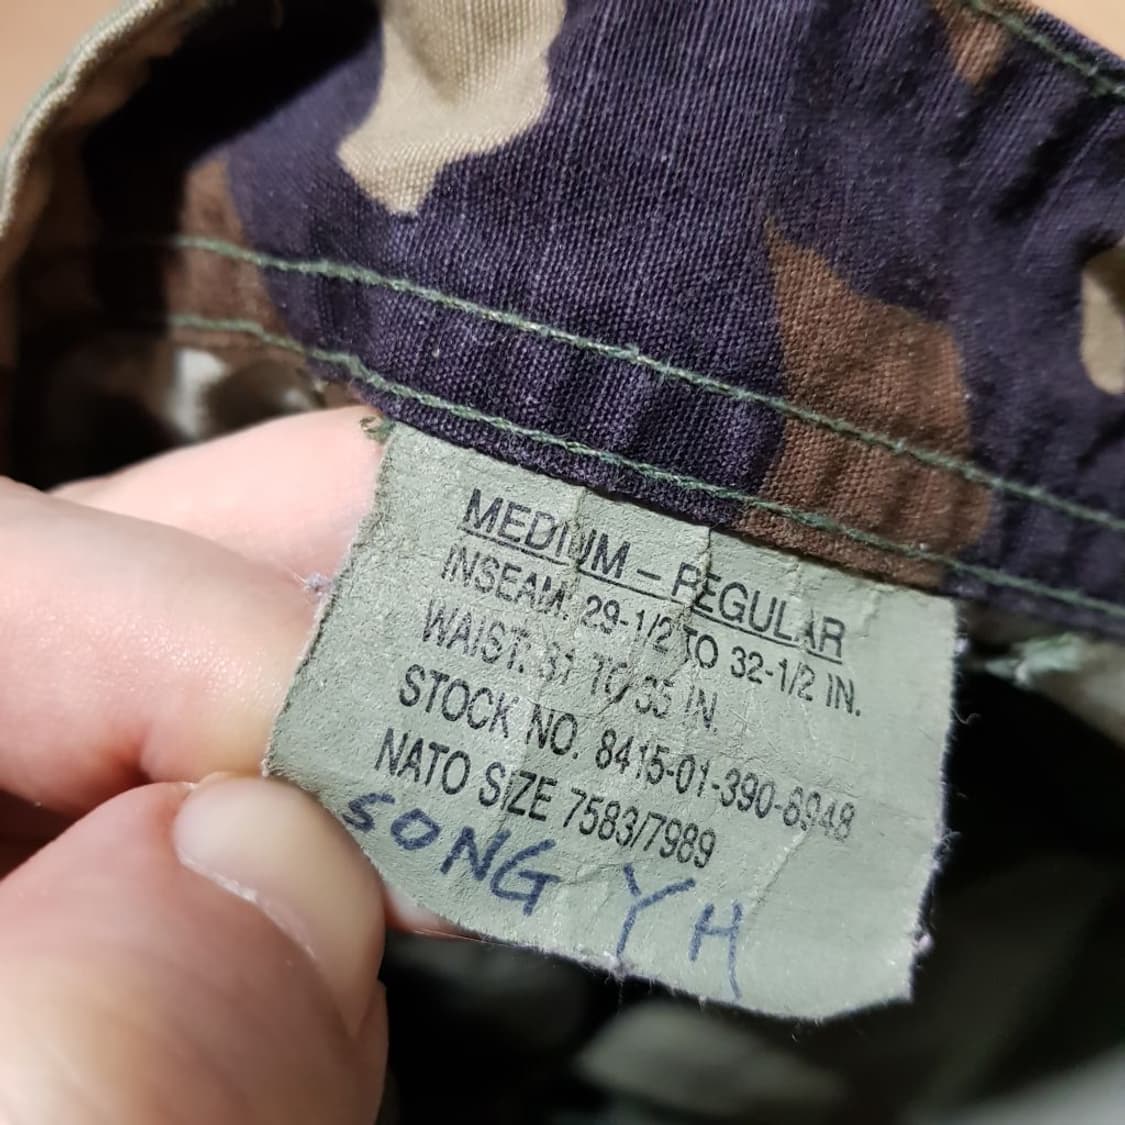 MEDIUM – REGULAR
INSEAM: 29-1/2 TO 32-1/2 IN.
WAIST: 31 TO 35 IN.
STOCK NO. 8415-01-390-8948
NATO SIZE 7583/7989
SONG YH